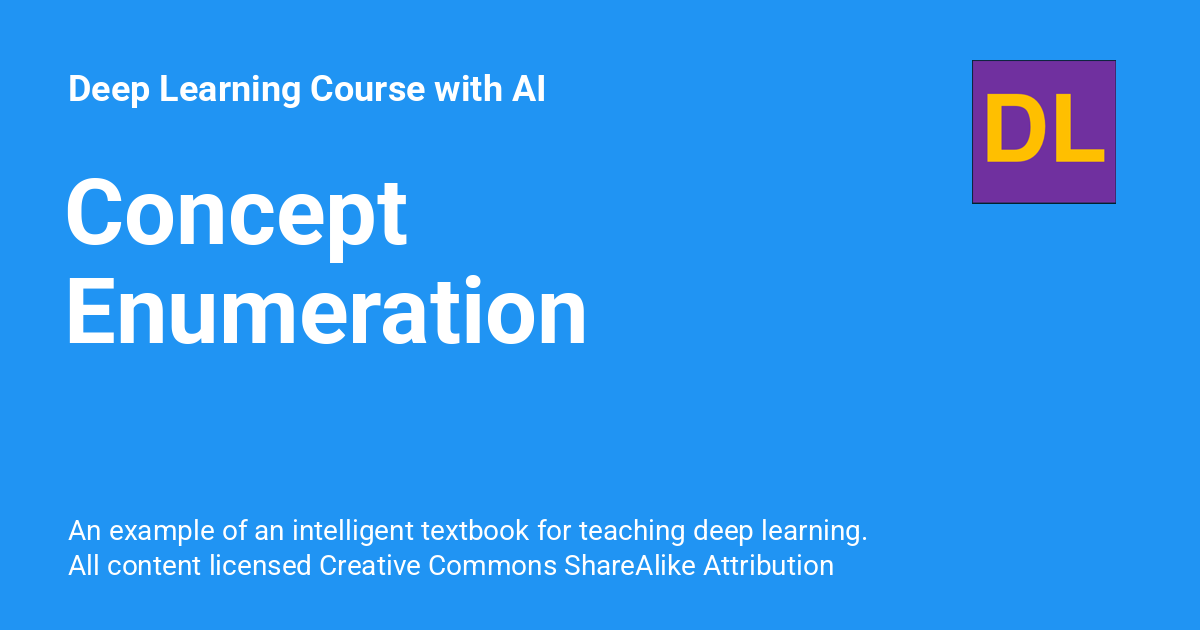 Deep Learning Course with AI
DL
Concept
Enumeration
An example of an intelligent textbook for teaching deep learning.
All content licensed Creative Commons ShareAlike Attribution